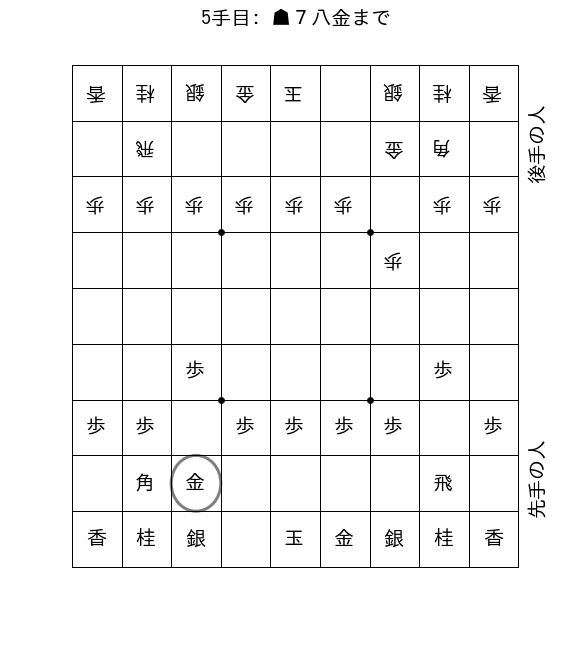 5手目: ☗７八金まで
香 桂 銀 金 王 銀 桂 香
飛 金 角
歩 歩 歩 歩 歩 歩 歩 歩
歩
歩 歩
歩 歩 歩 歩 歩 歩 歩
角 金 飛
香 桂 銀 玉 金 銀 桂 香
後手の人
先手の人